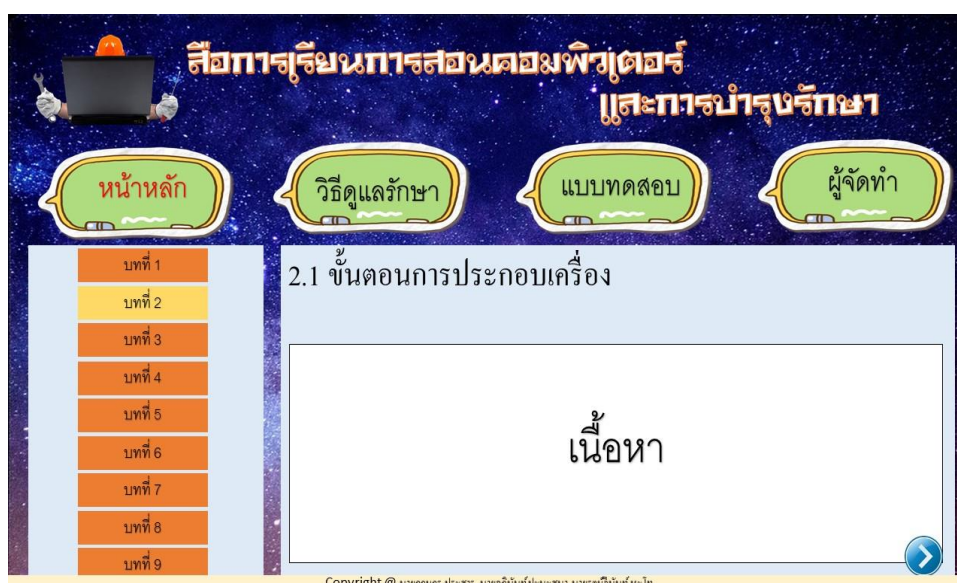 สื่อการเรียนการสอนคอมพิวเตอร์
และการบำรุงรักษา
หน้าหลัก
วิธีดูแลรักษา
แบบทดสอบ
ผู้จัดทำ
บทที่ 1
บทที่ 2
บทที่ 3
บทที่ 4
บทที่ 5
บทที่ 6
บทที่ 7
บทที่ 8
บทที่ 9
2.1 ขั้นตอนการประกอบเครื่อง
เนื้อหา
Copyright @